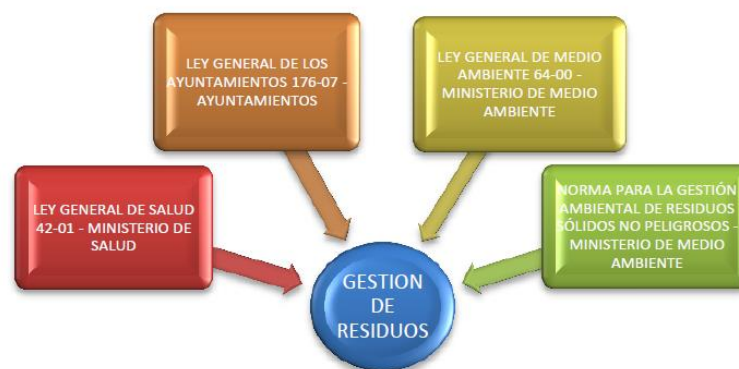 LEY GENERAL DE LOS
AYUNTAMIENTOS 176-07 -
AYUNTAMIENTOS
LEY GENERAL DE MEDIO
AMBIENTE 64-00 -
MINISTERIO DE MEDIO
AMBIENTE
LEY GENERAL DE SALUD
42-01 - MINISTERIO DE
SALUD
NORMA PARA LA GESTIÓN
AMBIENTAL DE RESIDUOS
SÓLIDOS NO PELIGROSOS -
MINISTERIO DE MEDIO
AMBIENTE
GESTION
DE
RESIDUOS